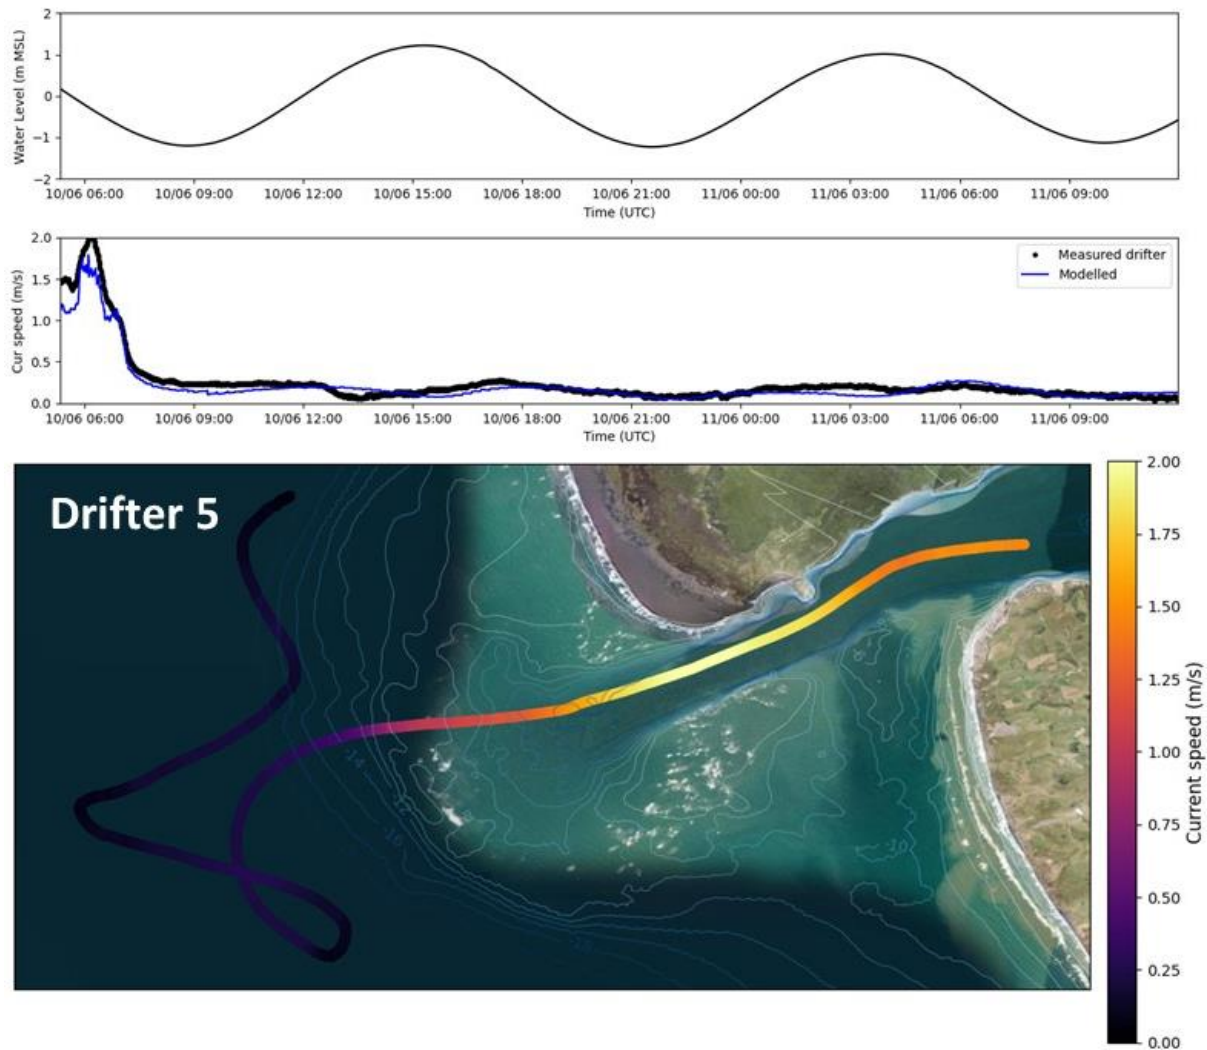 2
1
0
−1
−2
Water Level (m MSL)
10/06 06:00 10/06 09:00 10/06 12:00 10/06 15:00 10/06 18:00 10/06 21:00 11/06 00:00 11/06 03:00 11/06 06:00 11/06 09:00
Time (UTC)
2.0
1.5
1.0
0.5
0.0
Cur speed (m/s)
Measured drifter
Modelled
10/06 06:00 10/06 09:00 10/06 12:00 10/06 15:00 10/06 18:00 10/06 21:00 11/06 00:00 11/06 03:00 11/06 06:00 11/06 09:00
Time (UTC)
Drifter 5
2.00
1.75
1.50
1.25
1.00
0.75
0.50
0.25
0.00
Current speed (m/s)